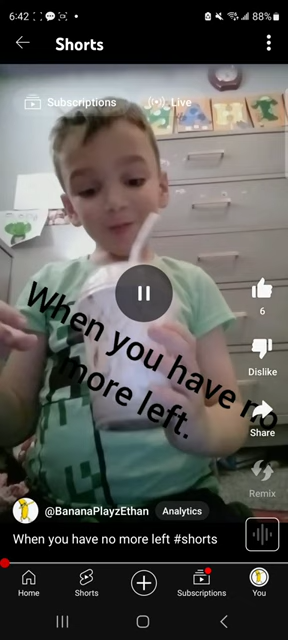 6:42
88%
Shorts
Subscriptions
Live
When you have no
more left.
6
Dislike
Share
Remix
@BananaPlayzEthan
Analytics
When you have no more left #shorts
Home
Shorts
Subscriptions
You